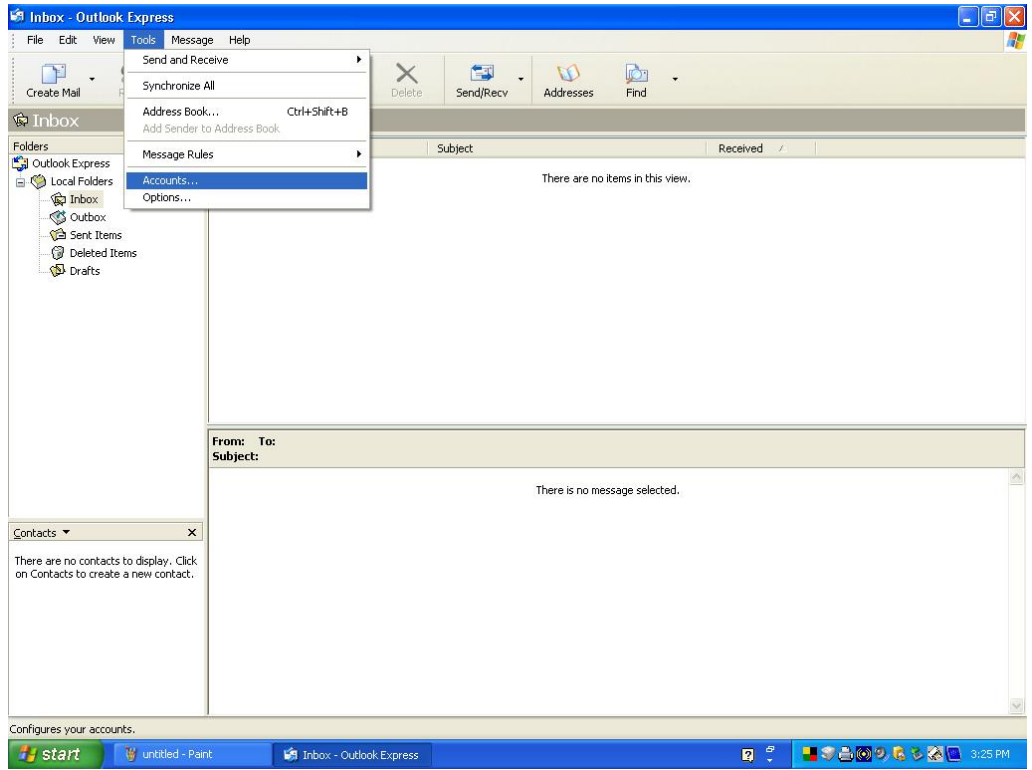 Inbox - Outlook Express
File Edit View Tools Message Help
Send and Receive
Synchronize All
Address Book... Ctrl+Shift+B
Add Sender to Address Book
Message Rules
Accounts...
Options...
Create Mail Delete Send/Recv Addresses Find
Inbox
Folders
Outlook Express
Local Folders
Inbox
Outbox
Sent Items
Deleted Items
Drafts
Subject Received
There are no items in this view.
From: To:
Subject:
There is no message selected.
Contacts
There are no contacts to display. Click
on Contacts to create a new contact.
Configures your accounts.
start untitled - Paint Inbox - Outlook Express 3:25 PM